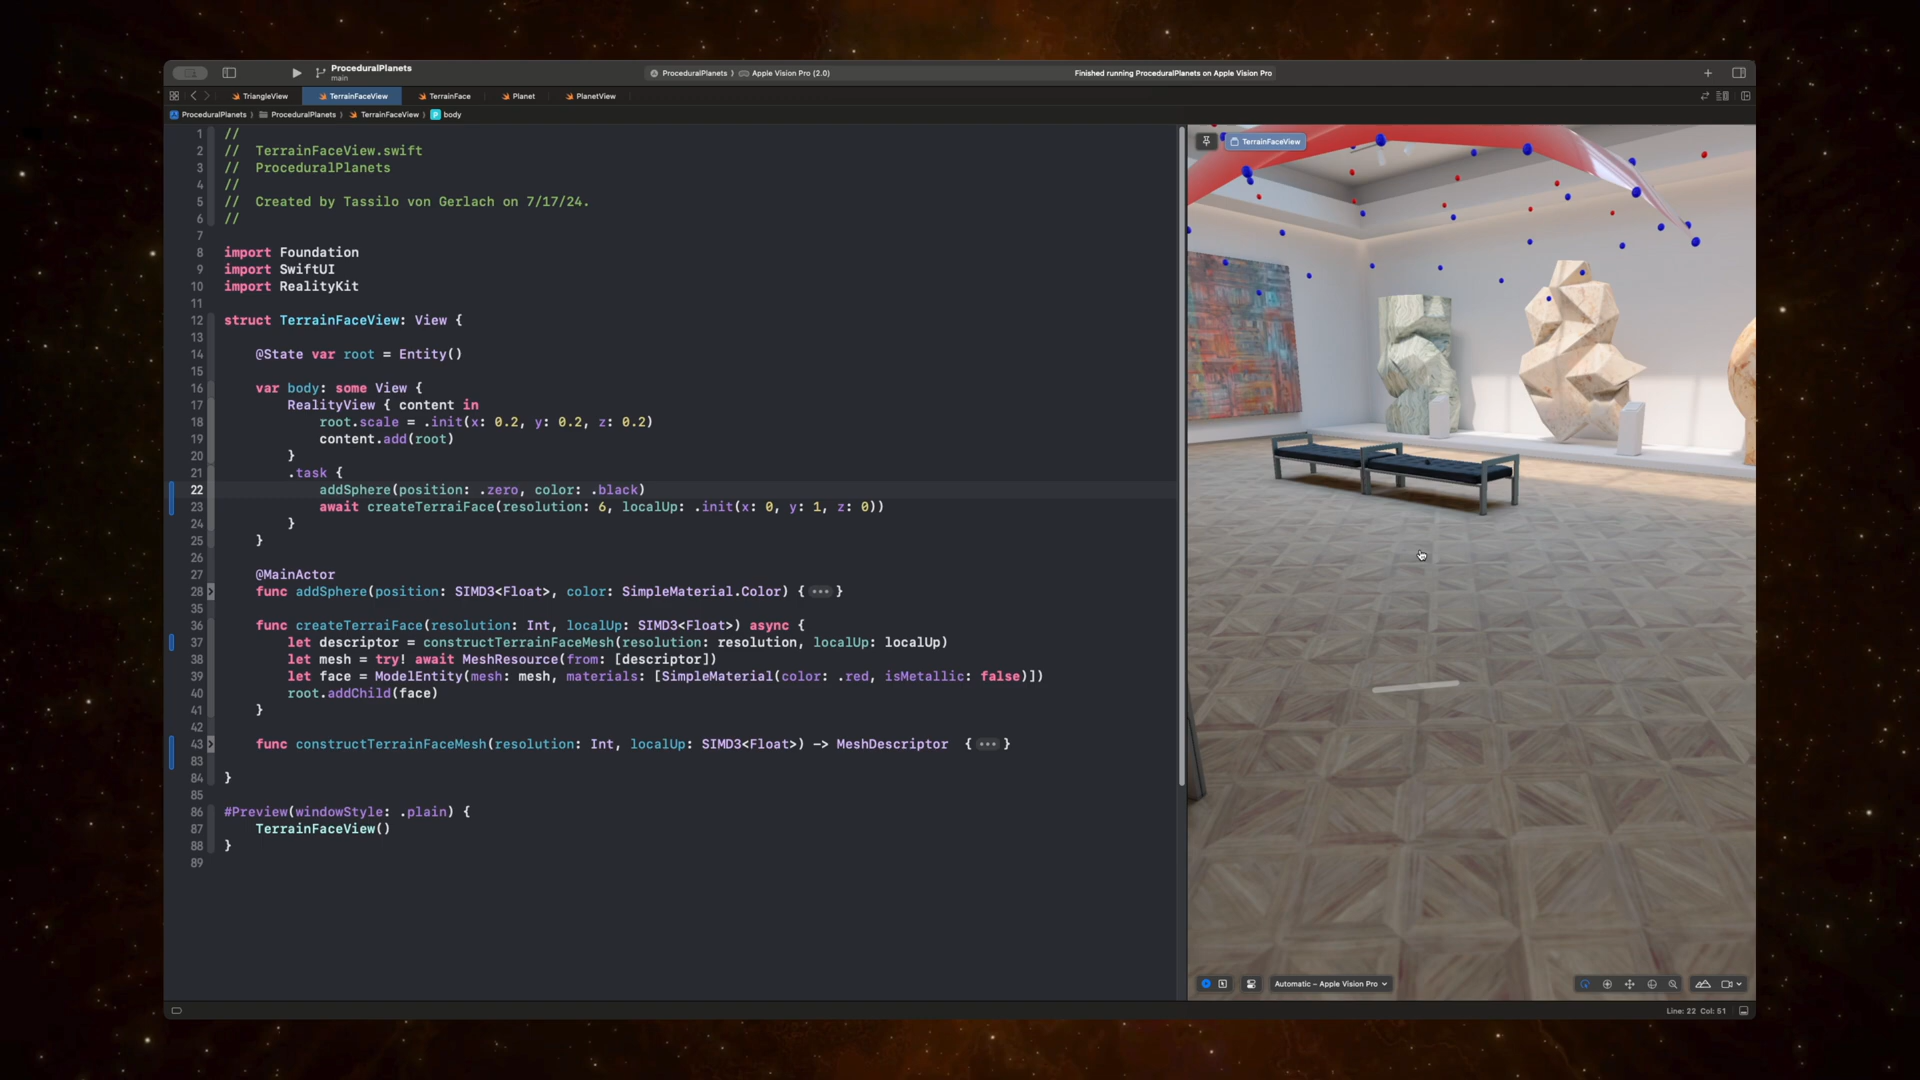 ProceduralPlanets
main
ProceduralPlanets 〉 Apple Vision Pro (2.0)
Finished running ProceduralPlanets on Apple Vision Pro
TriangleView
TerrainFaceView
TerrainFace
Planet
PlanetView
ProceduralPlanets 〉 ProceduralPlanets 〉 TerrainFaceView 〉 P body
1 //
2 //  TerrainFaceView.swift
3 //  ProceduralPlanets
4 //
5 //  Created by Tassilo von Gerlach on 7/17/24.
6 //
7
8 import Foundation
9 import SwiftUI
10 import RealityKit
11
12 struct TerrainFaceView: View {
13
14     @State var root = Entity()
15
16     var body: some View {
17         RealityView { content in
18             root.scale = .init(x: 0.2, y: 0.2, z: 0.2)
19             content.add(root)
20         }
21         .task {
22             addSphere(position: .zero, color: .black)
23             await createTerraiFace(resolution: 6, localUp: .init(x: 0, y: 1, z: 0))
24         }
25     }
26
27     @MainActor
28     func addSphere(position: SIMD3<Float>, color: SimpleMaterial.Color) { ••• }
35
36     func createTerraiFace(resolution: Int, localUp: SIMD3<Float>) async {
37         let descriptor = constructTerrainFaceMesh(resolution: resolution, localUp: localUp)
38         let mesh = try! await MeshResource(from: [descriptor])
39         let face = ModelEntity(mesh: mesh, materials: [SimpleMaterial(color: .red, isMetallic: false)])
40         root.addChild(face)
41     }
42
43     func constructTerrainFaceMesh(resolution: Int, localUp: SIMD3<Float>) -> MeshDescriptor  { ••• }
83
84 }
85
86 #Preview(windowStyle: .plain) {
87     TerrainFaceView()
88 }
89
TerrainFaceView
Automatic – Apple Vision Pro
Line: 22 Col: 51